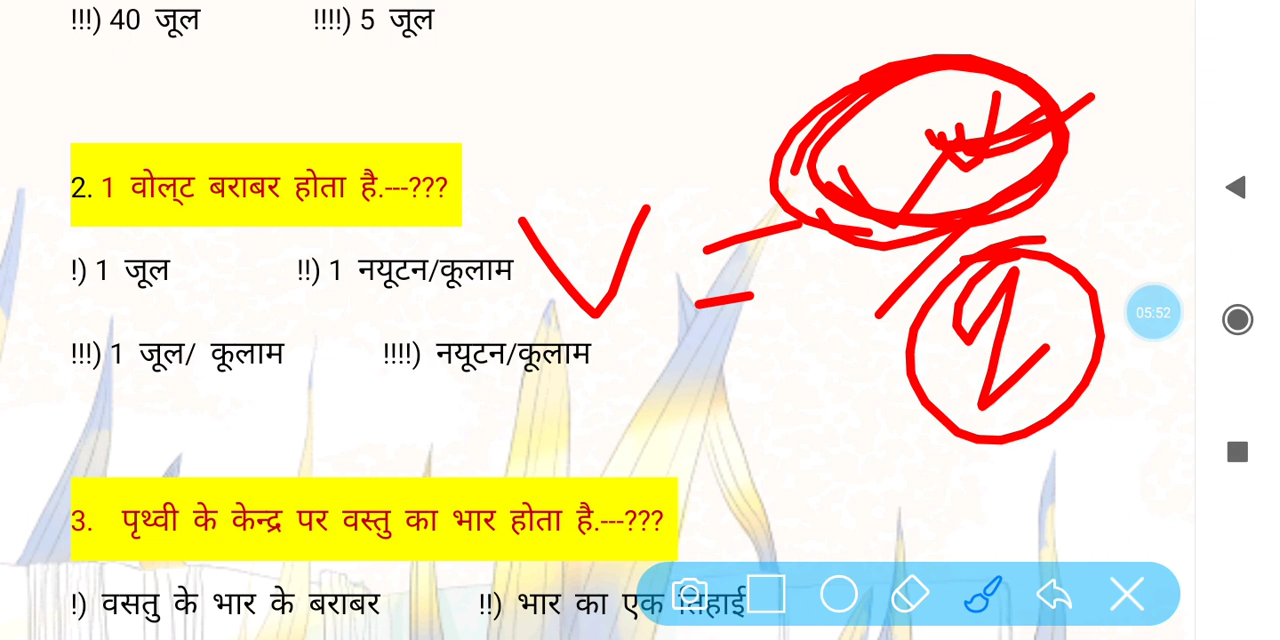 !!!) 40 जूल !!!!) 5 जूल
2. 1 वोल्ट बराबर होता है.---???
!) 1 जूल !!) 1 नयूटन/कूलाम
!!!) 1 जूल/ कूलाम !!!!) नयूटन/कूलाम
V =
05:52
3. पृथ्वी के केन्द्र पर वस्तु का भार होता है.---???
!) वसतु के भार के बराबर !!) भार का एक तिहाई